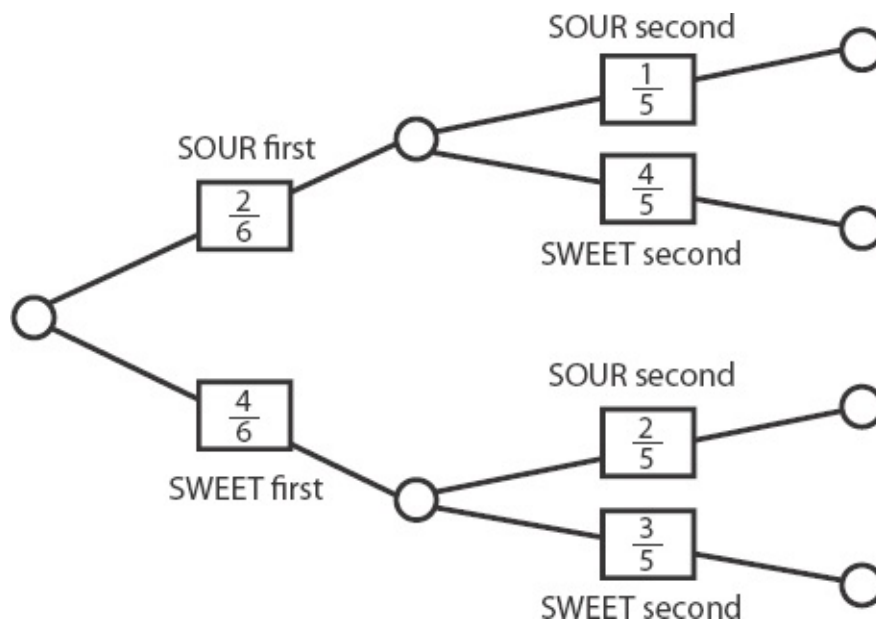 SOUR second
1/5
SOUR first
4/5
2/6
SWEET second
SOUR second
4/6
2/5
SWEET first
3/5
SWEET second